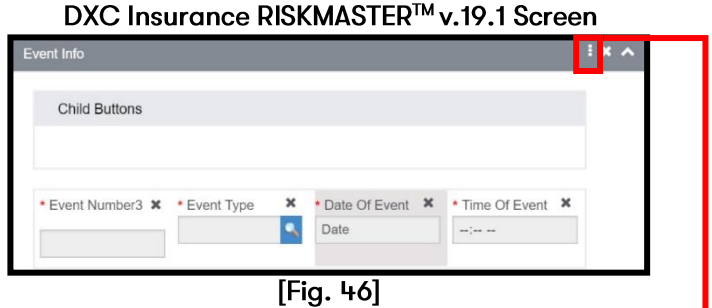 DXC Insurance RISKMASTER™ v.19.1 Screen
Event Info
Child Buttons
* Event Number3 * Event Type * Date Of Event * Time Of Event
Date --:-- --
[Fig. 46]